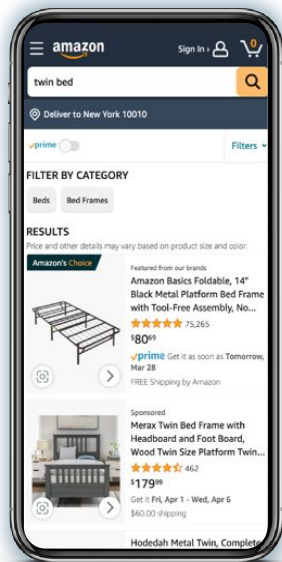 amazon
Sign In ›
0
twin bed
Deliver to New York 10010
prime
Filters
FILTER BY CATEGORY
Beds
Bed Frames
RESULTS
Price and other details may vary based on product size and color.
Amazon's Choice
Featured from our brands
Amazon Basics Foldable, 14"
Black Metal Platform Bed Frame
with Tool-Free Assembly, No...
75,265
$80⁶⁹
prime Get it as soon as Tomorrow,
Mar 28
FREE Shipping by Amazon
Sponsored
Merax Twin Bed Frame with
Headboard and Foot Board,
Wood Twin Size Platform Twin...
462
$179⁹⁹
Get it Fri, Apr 1 - Wed, Apr 6
$60.00 shipping
Hodedah Metal Twin, Complete